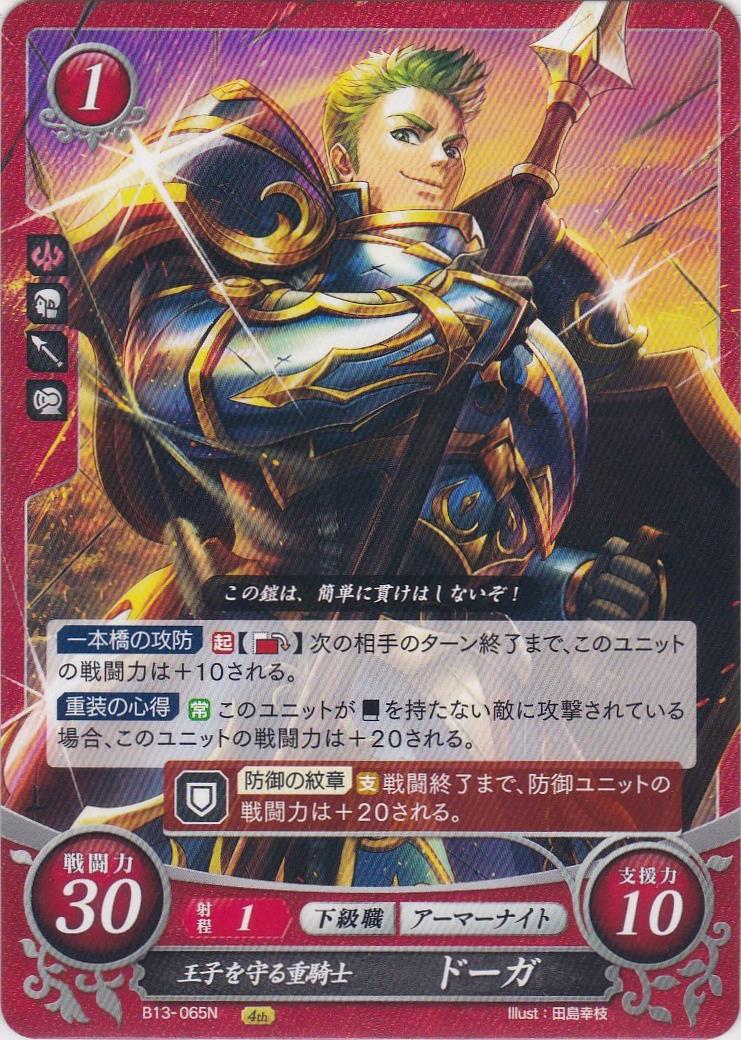 1
この鎧は、簡単に貫けはしないぞ!
一本橋の攻防 起【】次の相手のターン終了まで、このユニット
の戦闘力は+10される。
重装の心得 常 このユニットがを持たない敵に攻撃されている
場合、このユニットの戦闘力は+20される。
防御の紋章 支 戦闘終了まで、防御ユニットの
戦闘力は+20される。
戦闘力
30
射程 1 下級職 アーマーナイト
支援力
10
王子を守る重騎士 ドーガ
B13-065N 4th Illust:田島幸枝